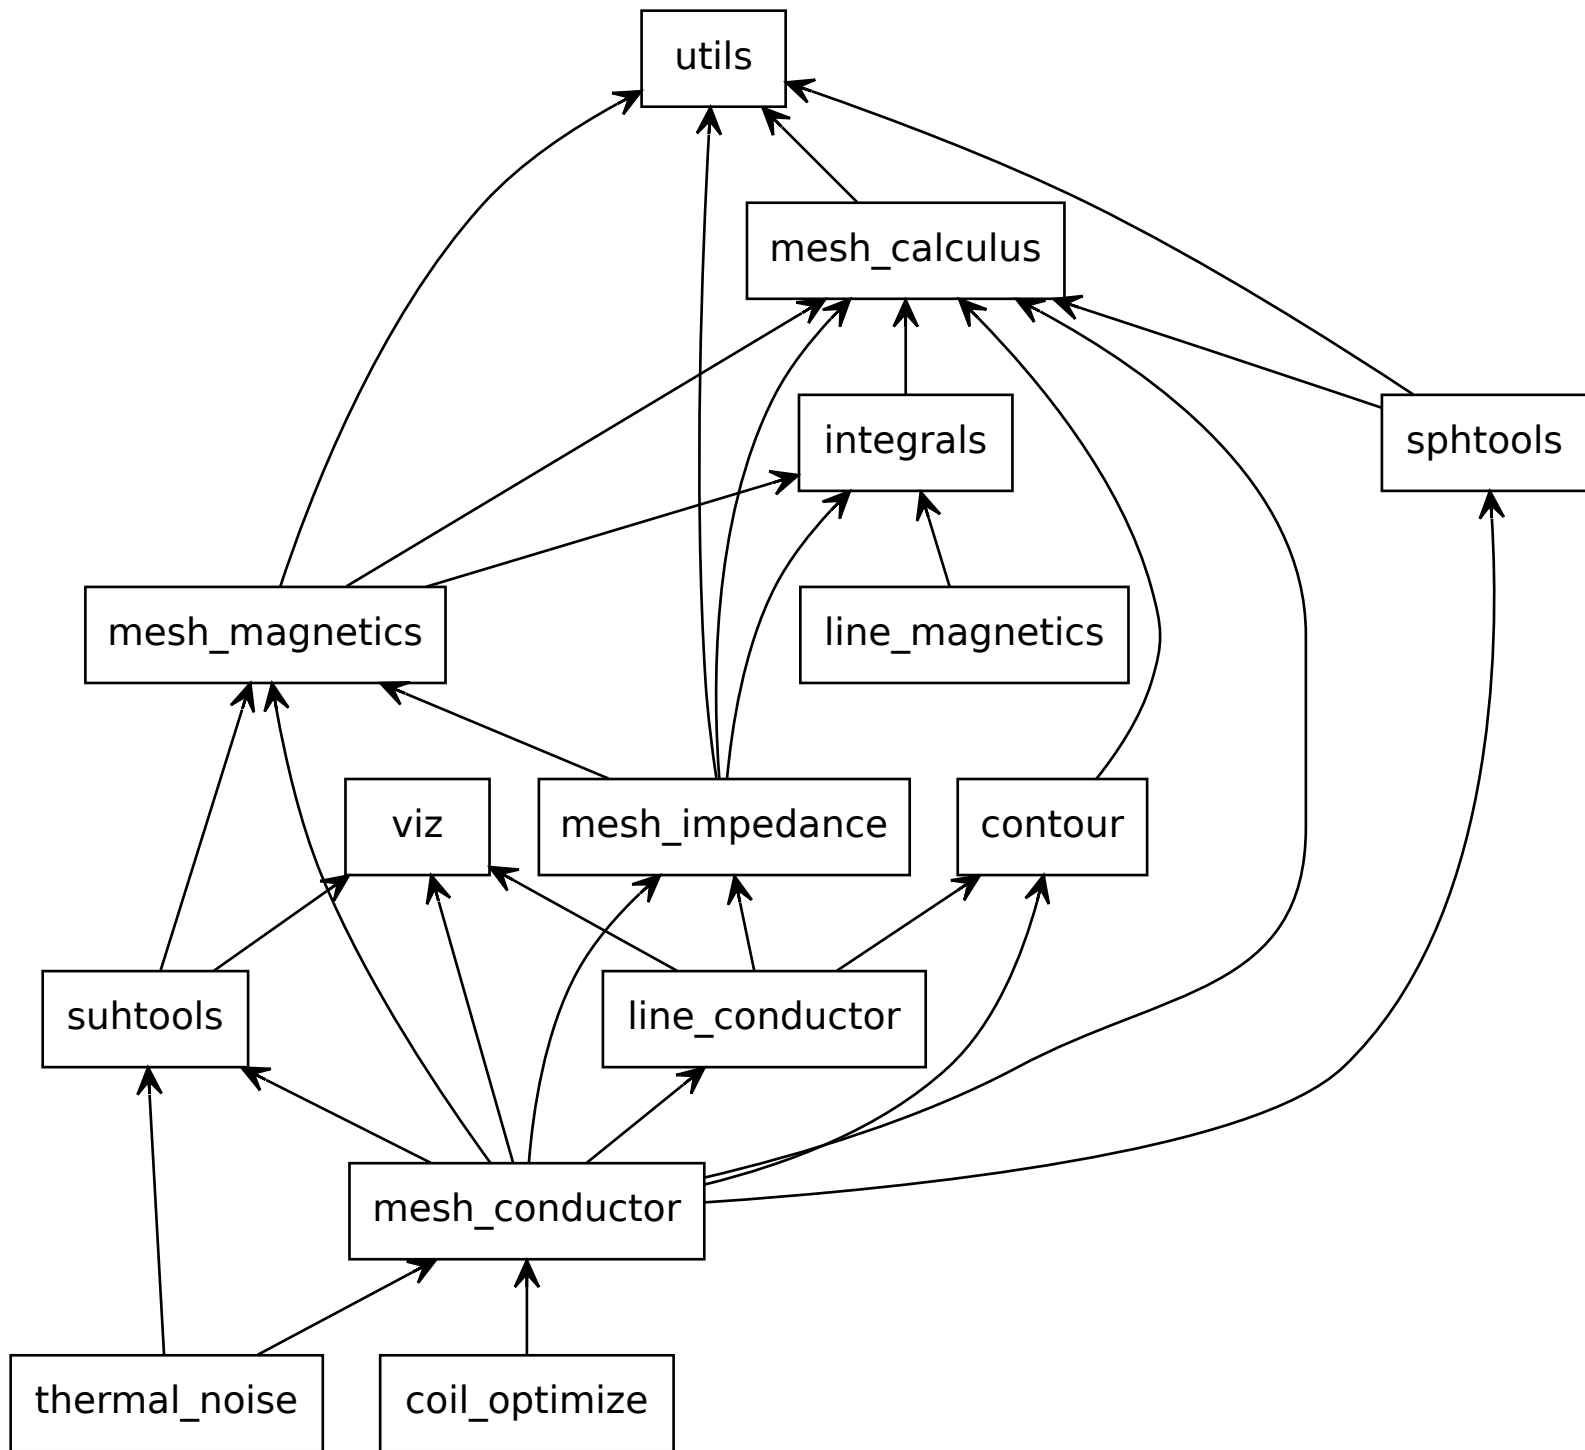 utils
mesh_calculus
integrals
sphtools
mesh_magnetics
line_magnetics
viz
mesh_impedance
contour
suhtools
line_conductor
mesh_conductor
thermal_noise
coil_optimize